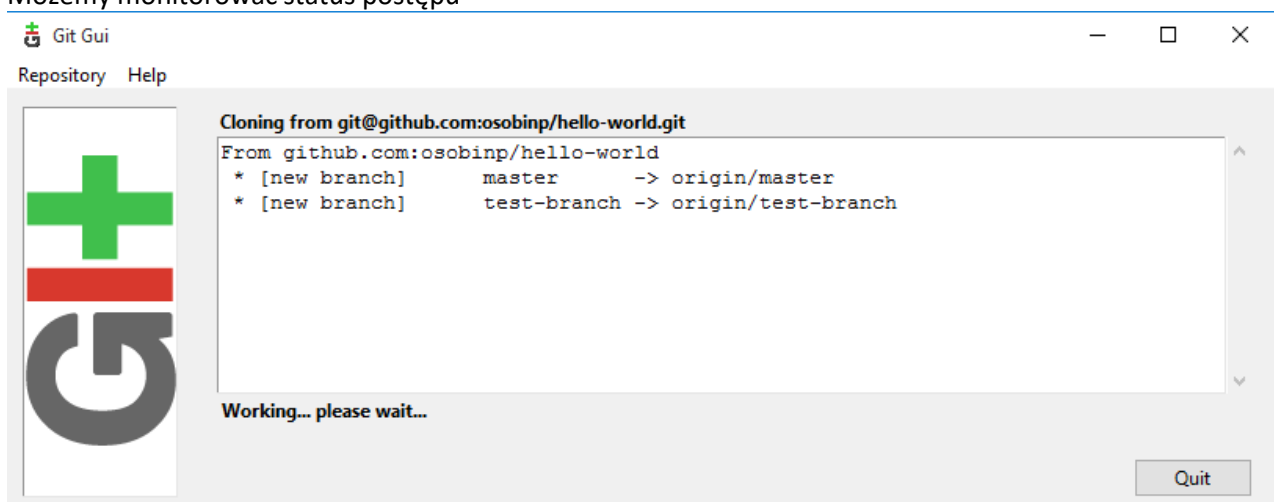 Możemy monitorować status postępu
Git Gui
Repository Help
Cloning from git@github.com:osobinp/hello-world.git
From github.com:osobinp/hello-world
* [new branch] master -> origin/master
* [new branch] test-branch -> origin/test-branch
GIt
Working... please wait...
Quit